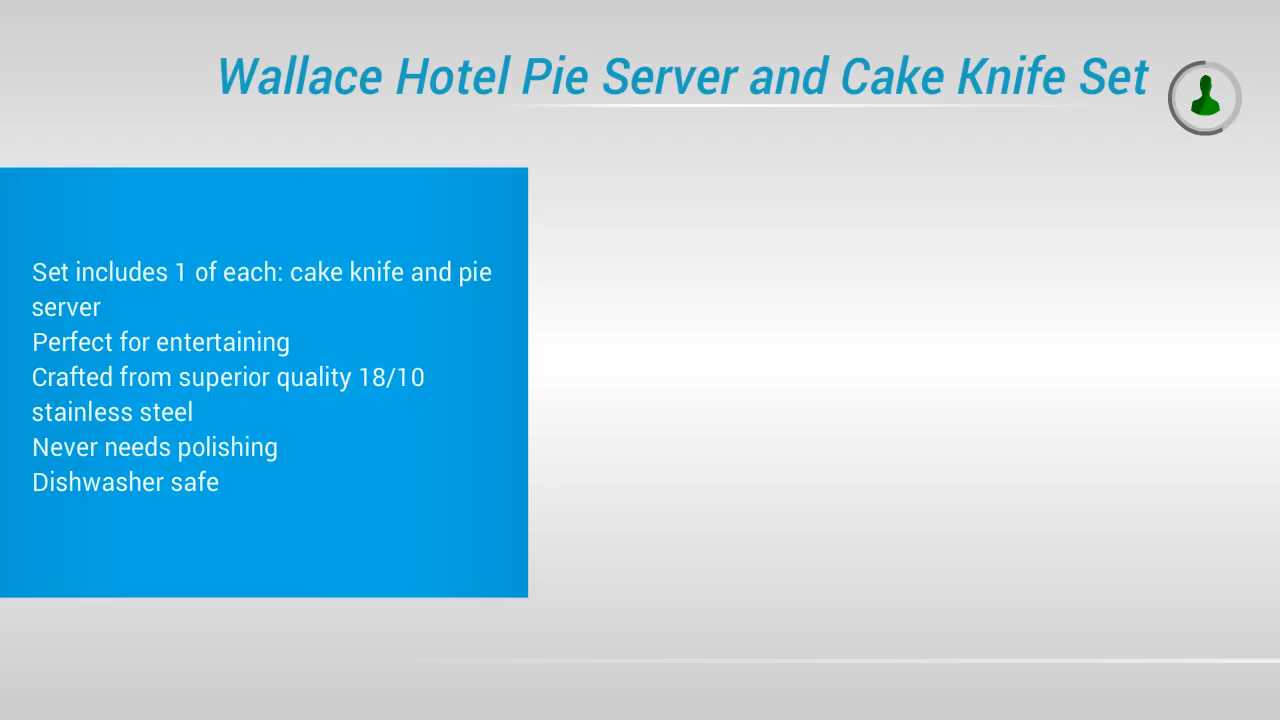 Wallace Hotel Pie Server and Cake Knife Set
Set includes 1 of each: cake knife and pie
server
Perfect for entertaining
Crafted from superior quality 18/10
stainless steel
Never needs polishing
Dishwasher safe